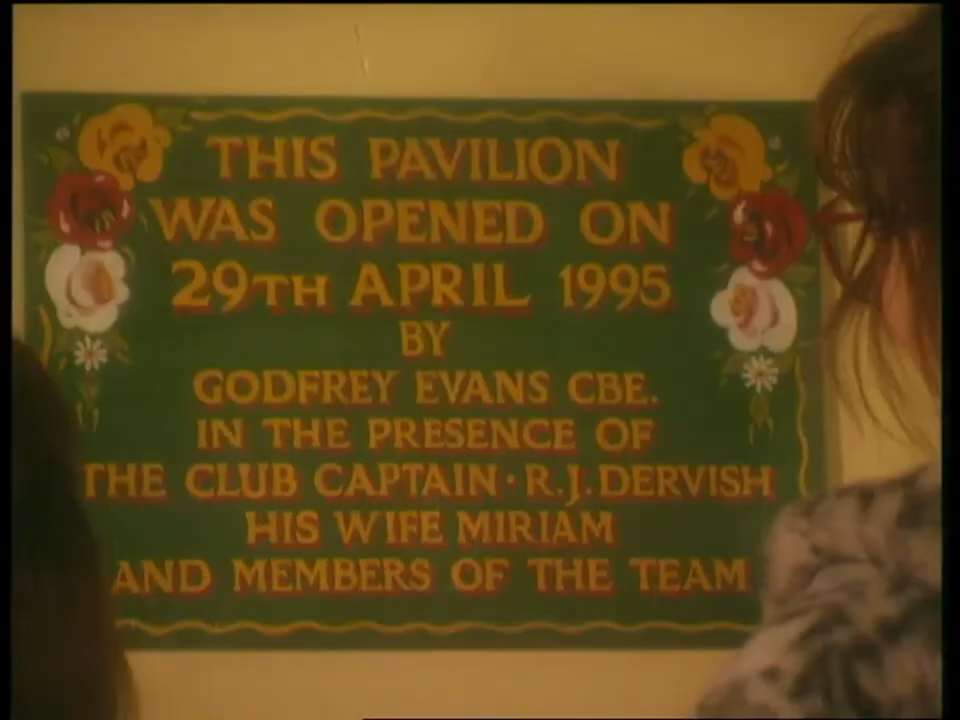 THIS PAVILION
WAS OPENED ON
29TH APRIL 1995
BY
GODFREY EVANS CBE.
IN THE PRESENCE OF
THE CLUB CAPTAIN · R.J. DERVISH
HIS WIFE MIRIAM
AND MEMBERS OF THE TEAM